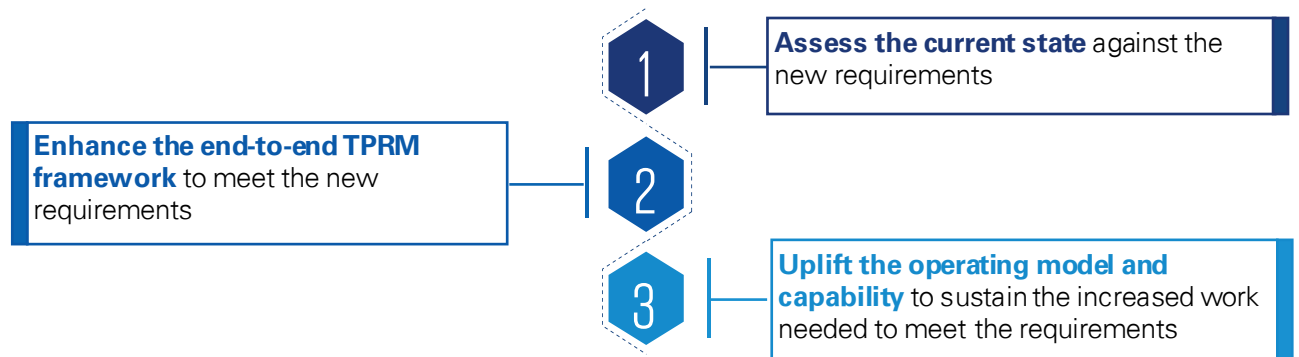 1
Assess the current state against the
new requirements
2
Enhance the end-to-end TPRM
framework to meet the new
requirements
3
Uplift the operating model and
capability to sustain the increased work
needed to meet the requirements